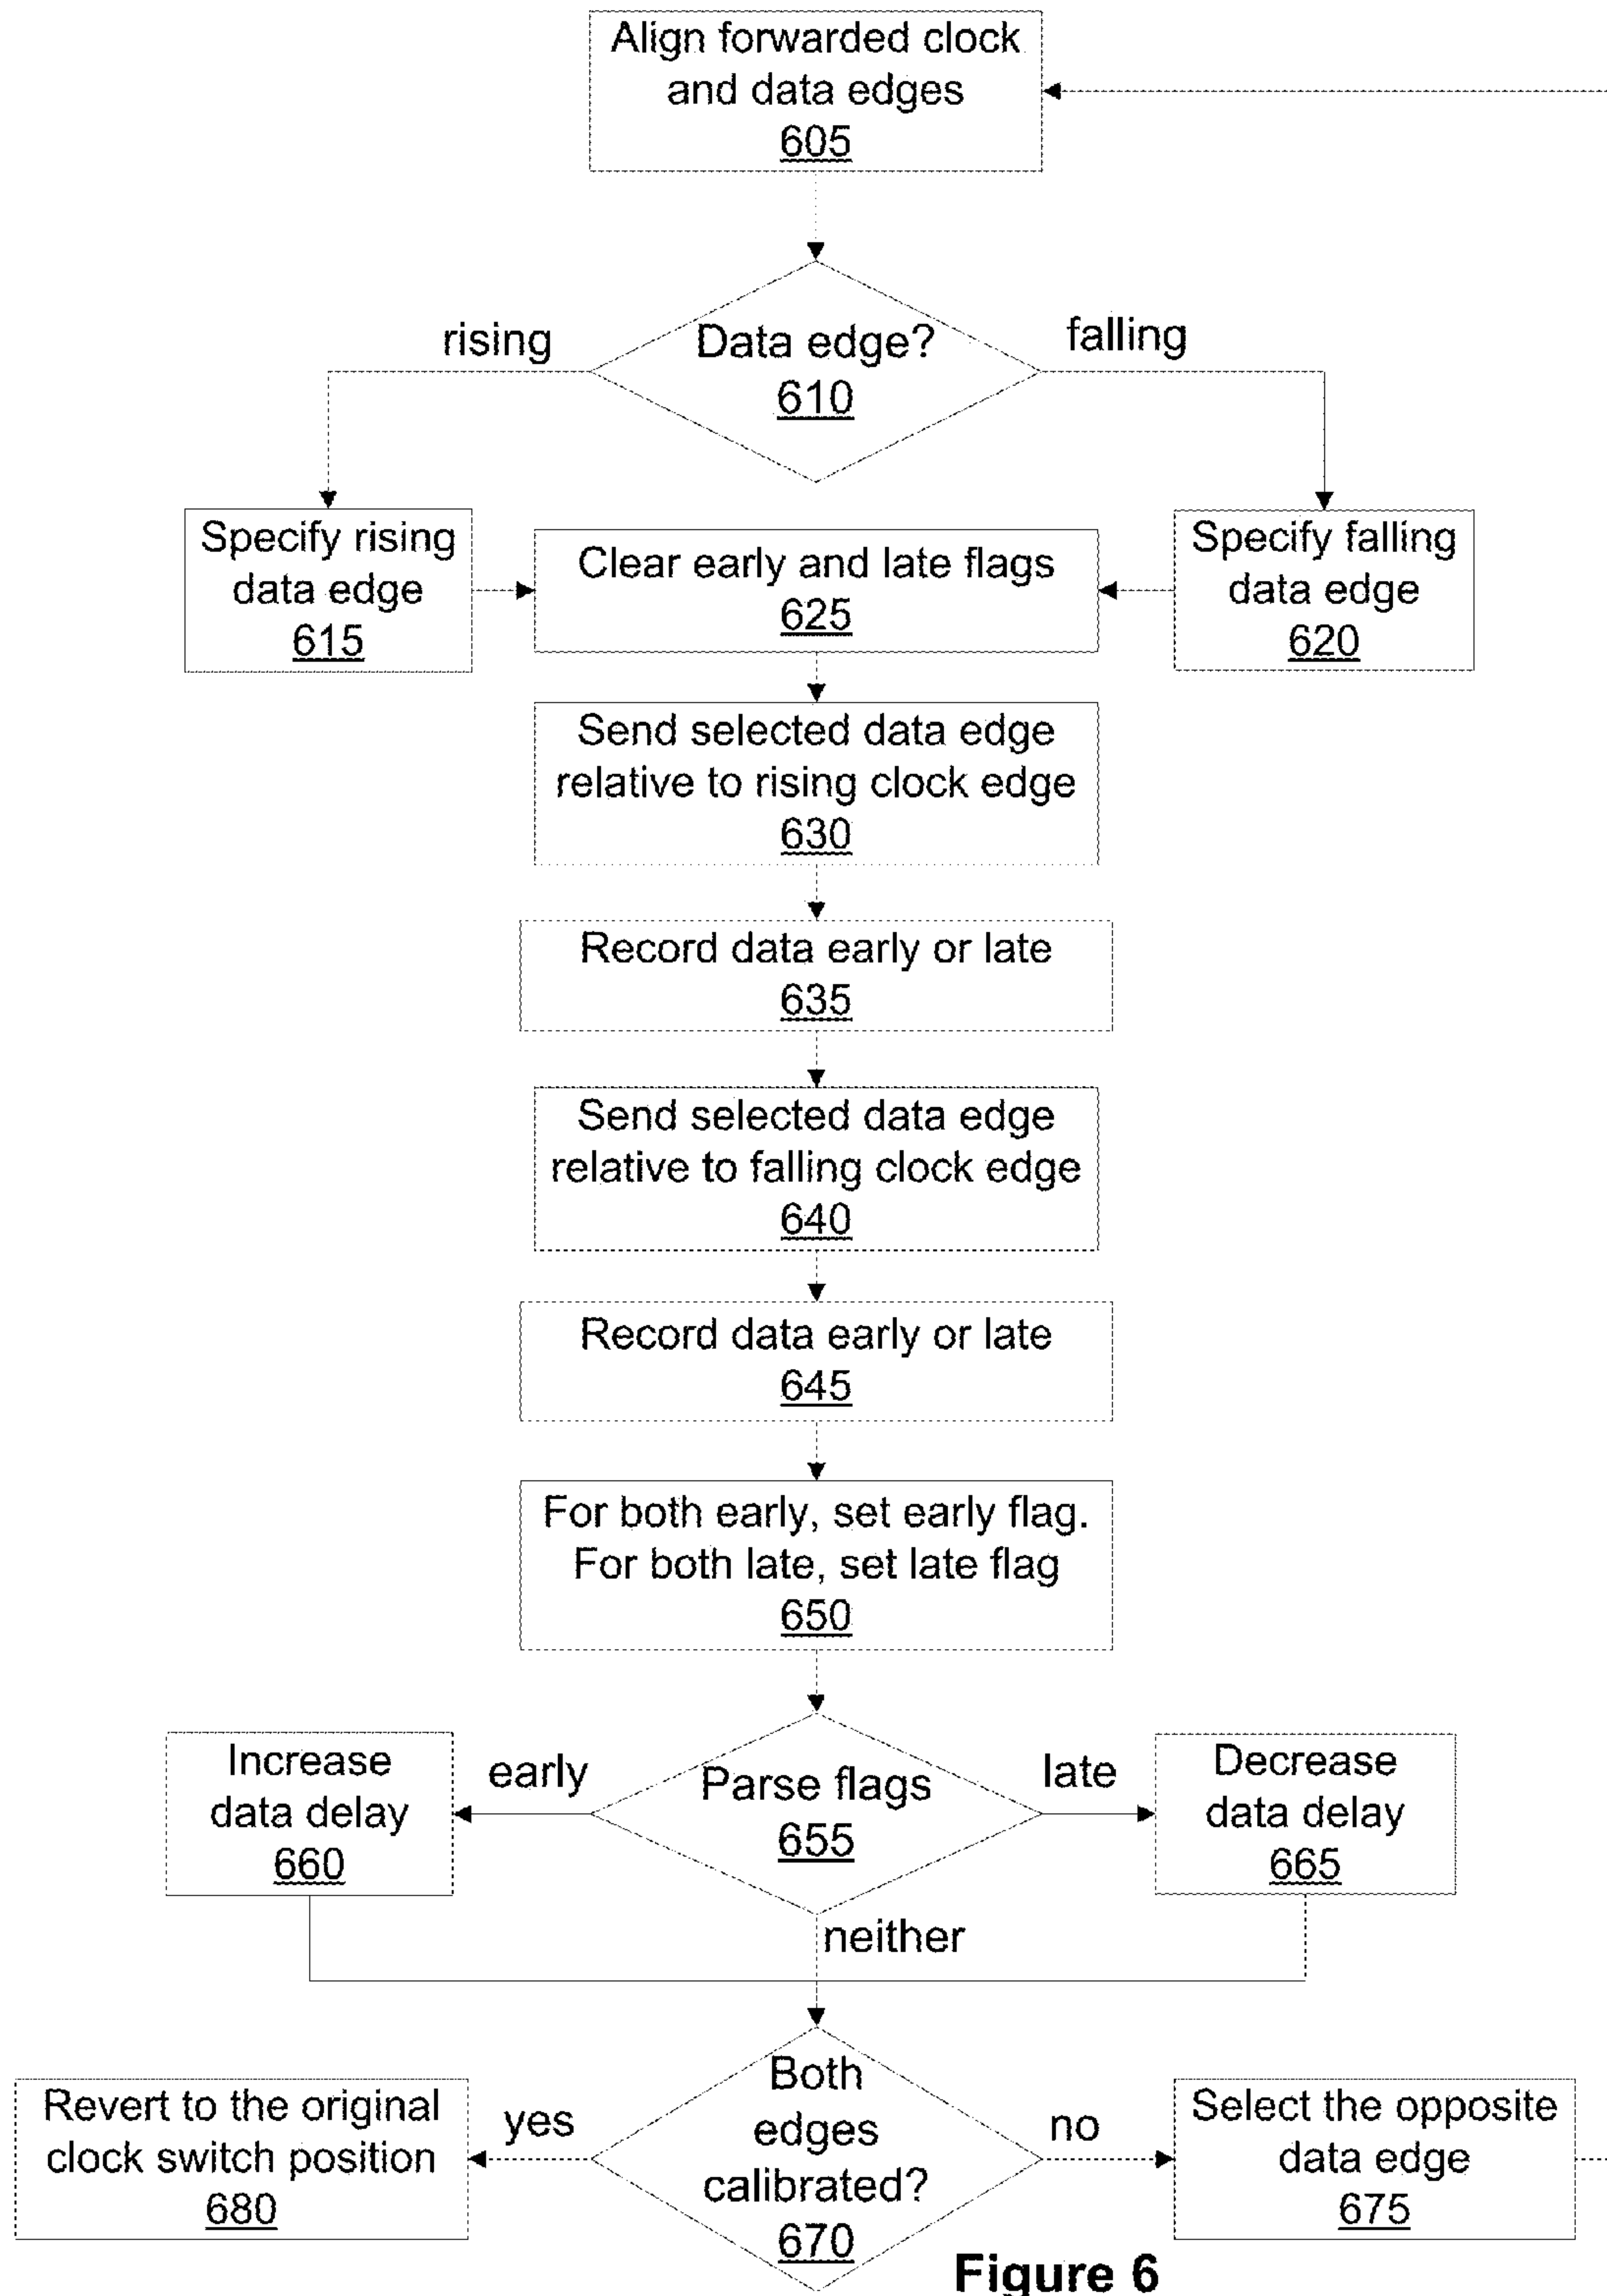 Align forwarded clock
and data edges
605
rising
Data edge?
610
falling
Specify rising
data edge
615
Clear early and late flags
625
Specify falling
data edge
620
Send selected data edge
relative to rising clock edge
630
Record data early or late
635
Send selected data edge
relative to falling clock edge
640
Record data early or late
645
For both early, set early flag.
For both late, set late flag
650
Increase
data delay
660
early
Parse flags
655
late
Decrease
data delay
665
neither
Revert to the original
clock switch position
680
yes
Both
edges
calibrated?
670
no
Select the opposite
data edge
675
Figure 6